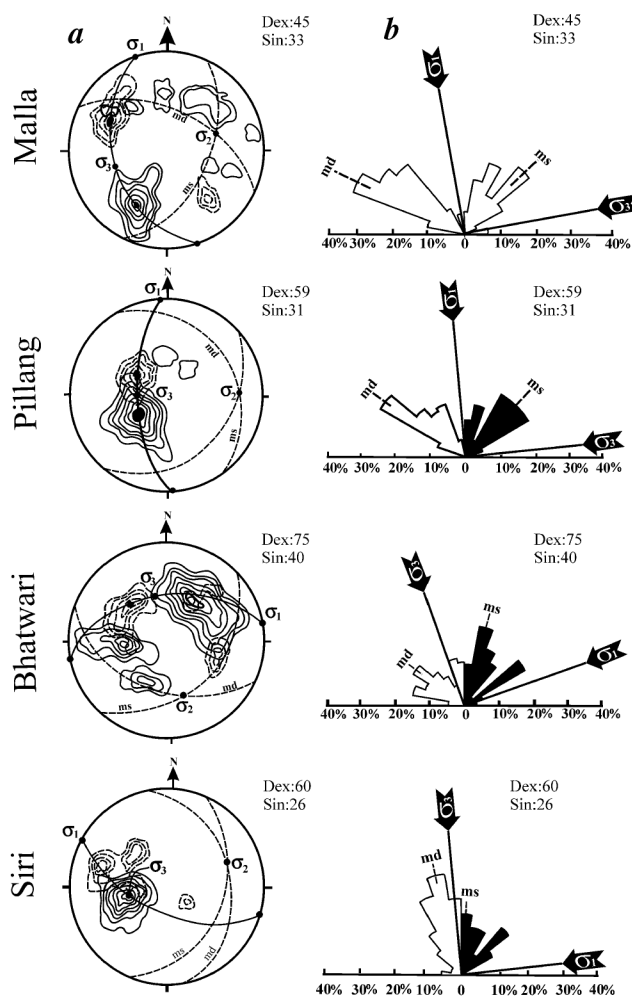 a
b
Malla
Dex:45
Sin:33
N
σ1
σ2
σ3
md
ms
Dex:45
Sin:33
σ1
σ3
md
ms
40% 30% 20% 10% 0 10% 20% 30% 40%
Pillang
Dex:59
Sin:31
N
σ1
σ2
σ3
md
ms
Dex:59
Sin:31
σ1
σ3
md
ms
40% 30% 20% 10% 0 10% 20% 30% 40%
Bhatwari
Dex:75
Sin:40
N
σ3
σ1
σ2
ms
md
Dex:75
Sin:40
σ3
σ1
ms
md
40% 30% 20% 10% 0 10% 20% 30% 40%
Siri
Dex:60
Sin:26
N
σ1
σ3
σ2
ms
md
Dex:60
Sin:26
σ3
σ1
md
ms
40% 30% 20% 10% 0 10% 20% 30% 40%